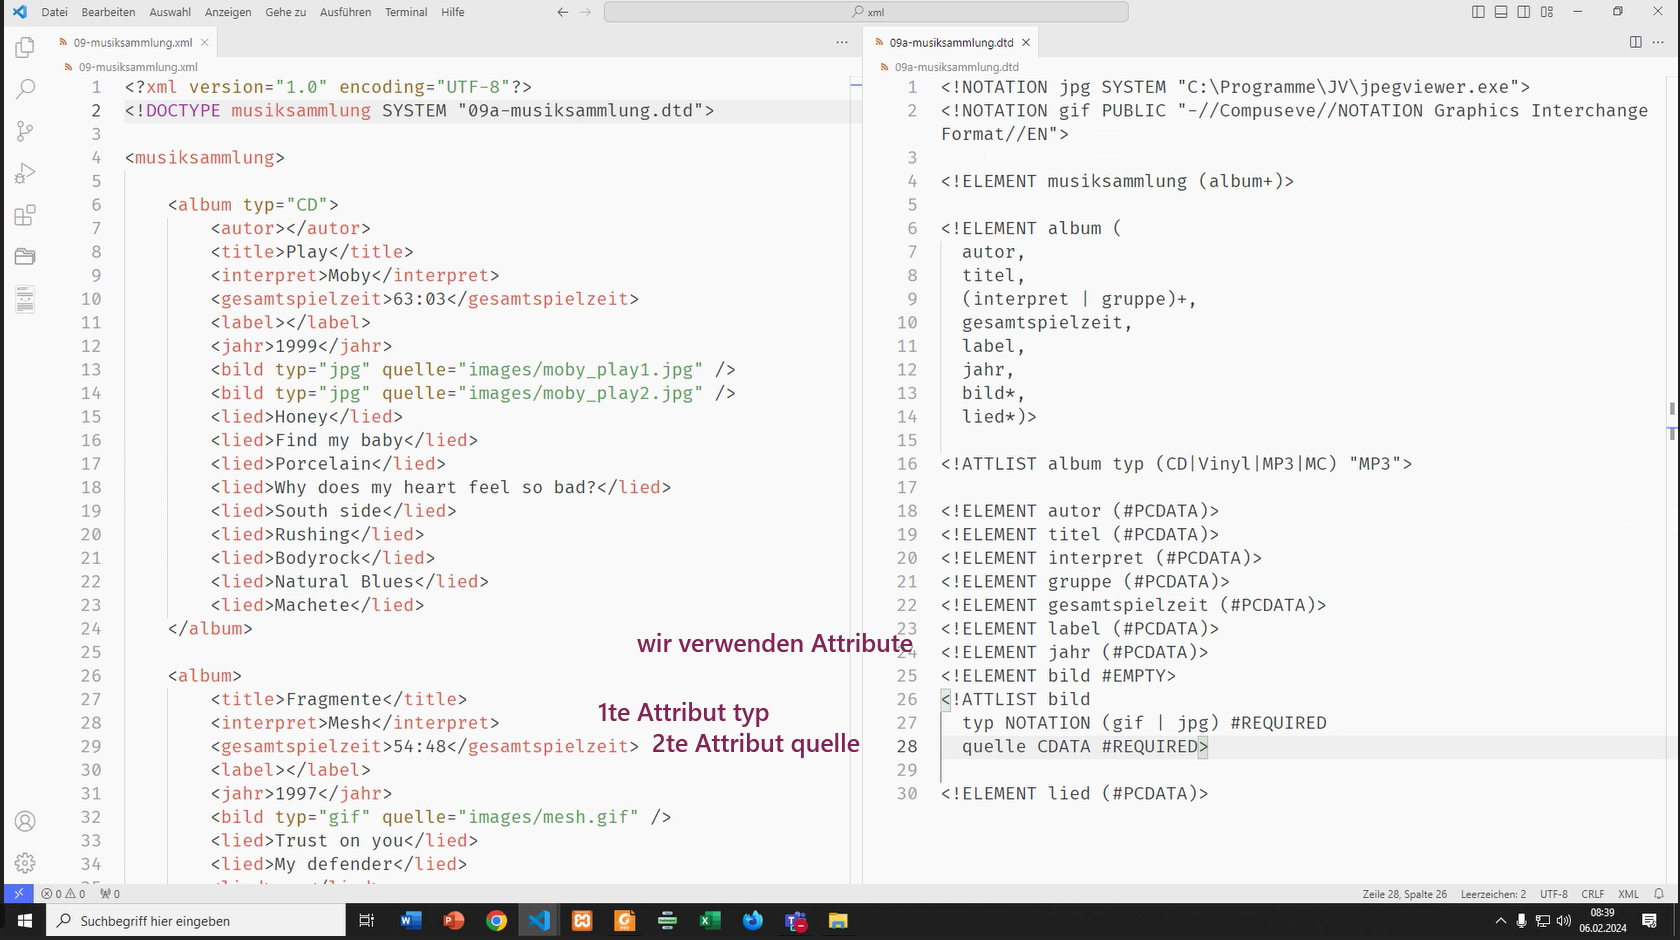 Datei Bearbeiten Auswahl Anzeigen Gehe zu Ausführen Terminal Hilfe
xml
09-musiksammlung.xml
09-musiksammlung.xml
1 <?xml version="1.0" encoding="UTF-8"?>
2 <!DOCTYPE musiksammlung SYSTEM "09a-musiksammlung.dtd">
3
4 <musiksammlung>
5
6 <album typ="CD">
7 <autor></autor>
8 <title>Play</title>
9 <interpret>Moby</interpret>
10 <gesamtspielzeit>63:03</gesamtspielzeit>
11 <label></label>
12 <jahr>1999</jahr>
13 <bild typ="jpg" quelle="images/moby_play1.jpg" />
14 <bild typ="jpg" quelle="images/moby_play2.jpg" />
15 <lied>Honey</lied>
16 <lied>Find my baby</lied>
17 <lied>Porcelain</lied>
18 <lied>Why does my heart feel so bad?</lied>
19 <lied>South side</lied>
20 <lied>Rushing</lied>
21 <lied>Bodyrock</lied>
22 <lied>Natural Blues</lied>
23 <lied>Machete</lied>
24 </album>
25
26 <album>
27 <title>Fragmente</title>
28 <interpret>Mesh</interpret>
29 <gesamtspielzeit>54:48</gesamtspielzeit>
30 <label></label>
31 <jahr>1997</jahr>
32 <bild typ="gif" quelle="images/mesh.gif" />
33 <lied>Trust on you</lied>
34 <lied>My defender</lied>
wir verwenden Attribute
1te Attribut typ
2te Attribut quelle
09a-musiksammlung.dtd
09a-musiksammlung.dtd
1 <!NOTATION jpg SYSTEM "C:\Programme\JV\jpegviewer.exe">
2 <!NOTATION gif PUBLIC "-//Compuseve//NOTATION Graphics Interchange
Format//EN">
3
4 <!ELEMENT musiksammlung (album+)>
5
6 <!ELEMENT album (
7 autor,
8 titel,
9 (interpret | gruppe)+,
10 gesamtspielzeit,
11 label,
12 jahr,
13 bild*,
14 lied*)>
15
16 <!ATTLIST album typ (CD|Vinyl|MP3|MC) "MP3">
17
18 <!ELEMENT autor (#PCDATA)>
19 <!ELEMENT titel (#PCDATA)>
20 <!ELEMENT interpret (#PCDATA)>
21 <!ELEMENT gruppe (#PCDATA)>
22 <!ELEMENT gesamtspielzeit (#PCDATA)>
23 <!ELEMENT label (#PCDATA)>
24 <!ELEMENT jahr (#PCDATA)>
25 <!ELEMENT bild #EMPTY>
26 <!ATTLIST bild
27 typ NOTATION (gif | jpg) #REQUIRED
28 quelle CDATA #REQUIRED>
29
30 <!ELEMENT lied (#PCDATA)>
0 0 0
Zeile 28, Spalte 26 Leerzeichen: 2 UTF-8 CRLF XML
Suchbegriff hier eingeben
08:39
06.02.2024